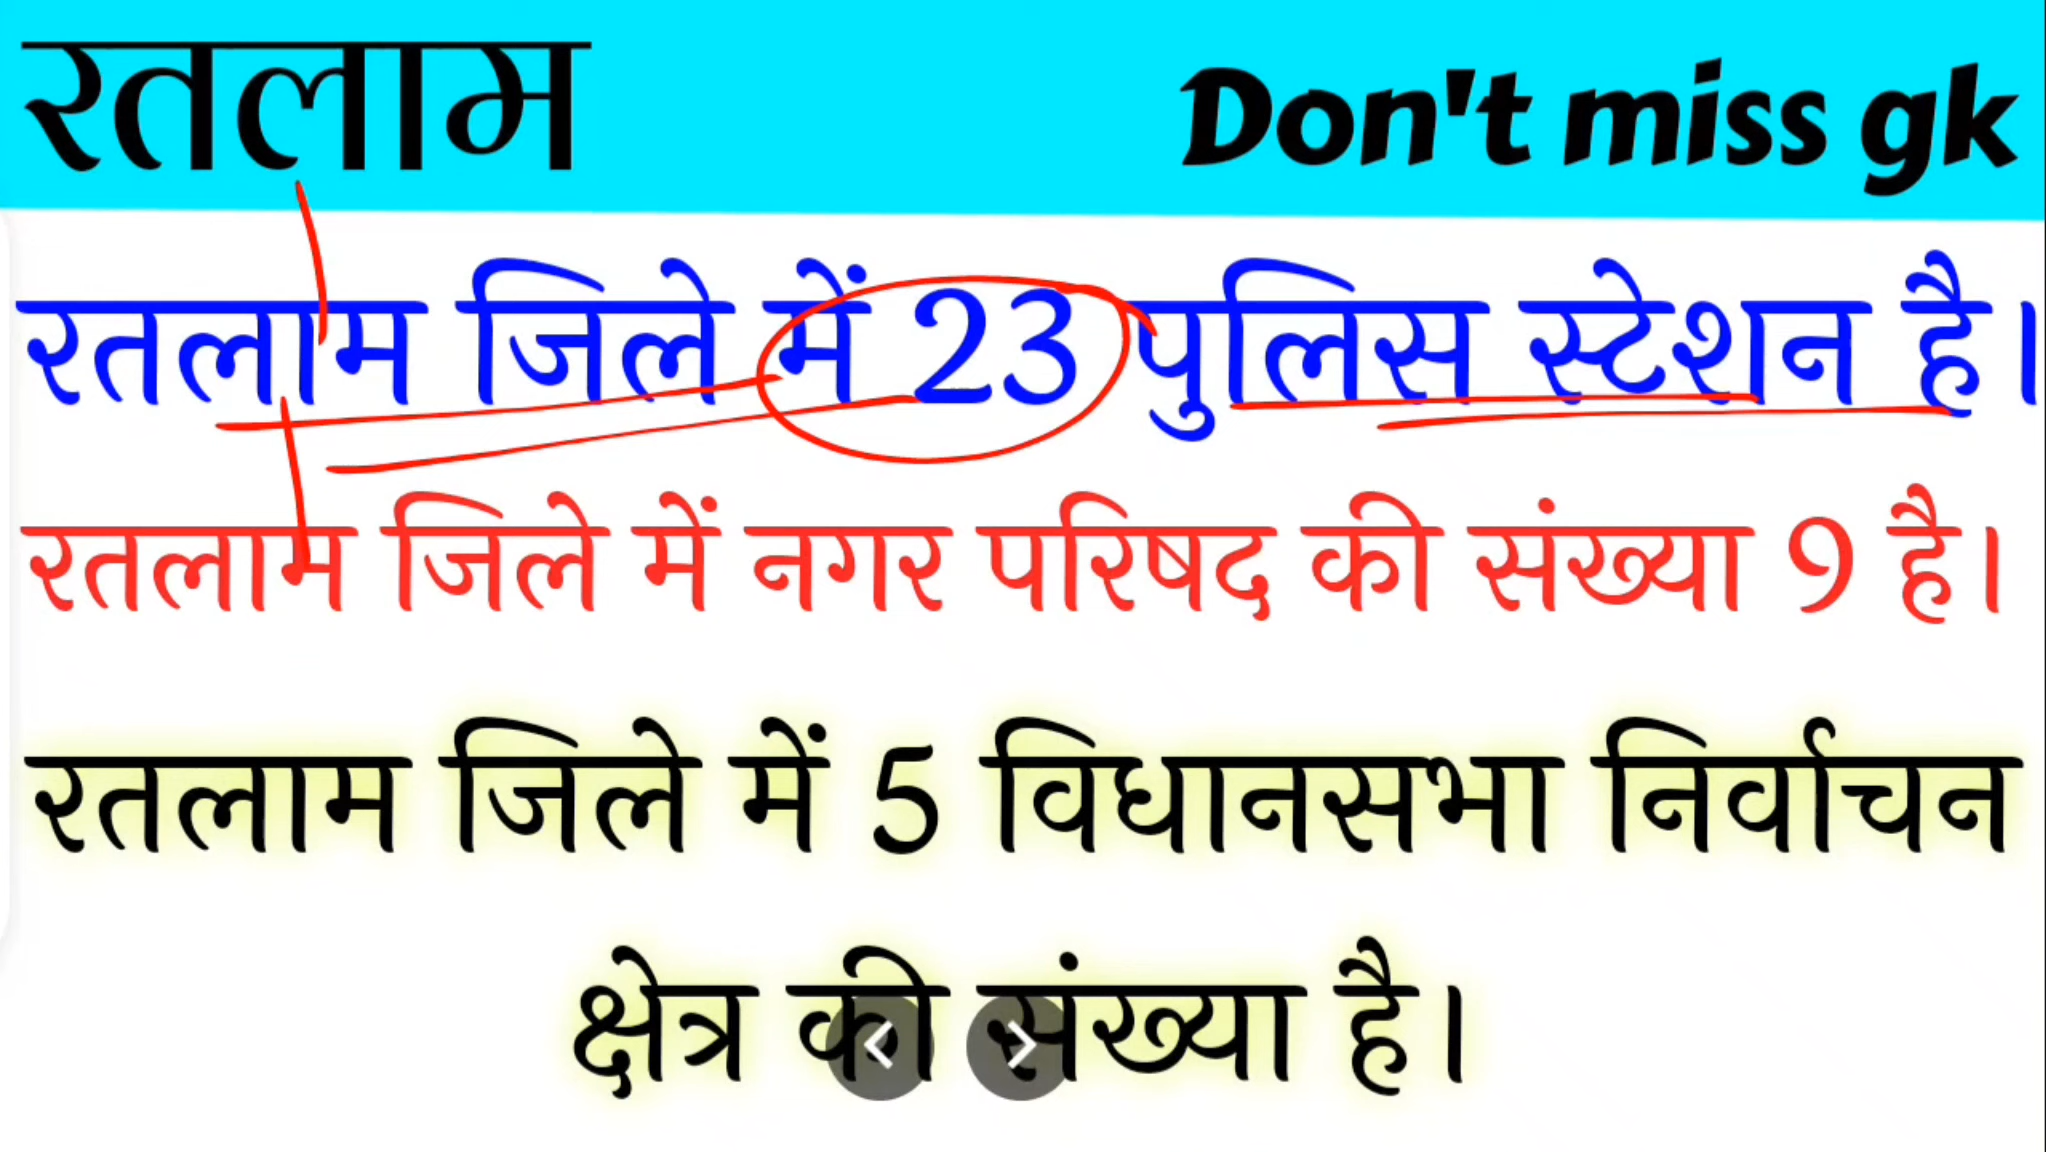 रतलाम
Don't miss gk
रतलाम जिले में 23 पुलिस स्टेशन है।
रतलाम जिले में नगर परिषद की संख्या 9 है।
रतलाम जिले में 5 विधानसभा निर्वाचन
क्षेत्र की संख्या है।